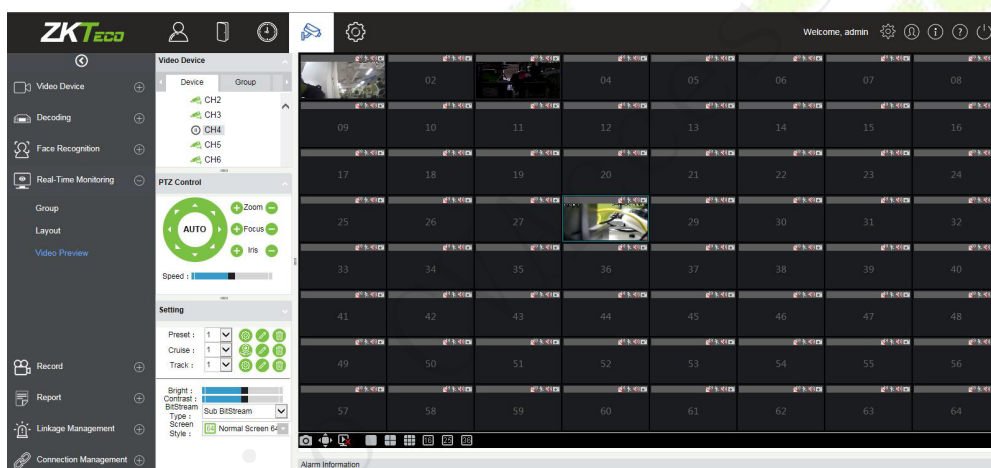 ZKTeco
Welcome, admin
Video Device
Decoding
Face Recognition
Real-Time Monitoring
Group
Layout
Video Preview
Record
Report
Linkage Management
Connection Management
Video Device
Device Group
CH2
CH3
CH4
CH5
CH6
PTZ Control
AUTO
Zoom
Focus
Iris
Speed :
Setting
Preset : 1
Cruise : 1
Track : 1
Bright :
Contrast :
BitStream Type : Sub BitStream
Screen Style : 64 Normal Screen 64
02 04 05 06 07 08
09 10 11 12 13 14 15 16
17 18 19 20 21 22 23 24
25 26 27 29 30 31 32
33 34 35 36 37 38 39 40
41 42 43 44 45 46 47 48
49 50 51 52 53 54 55 56
57 58 59 60 61 62 63 64
16 25 36
Alarm Information